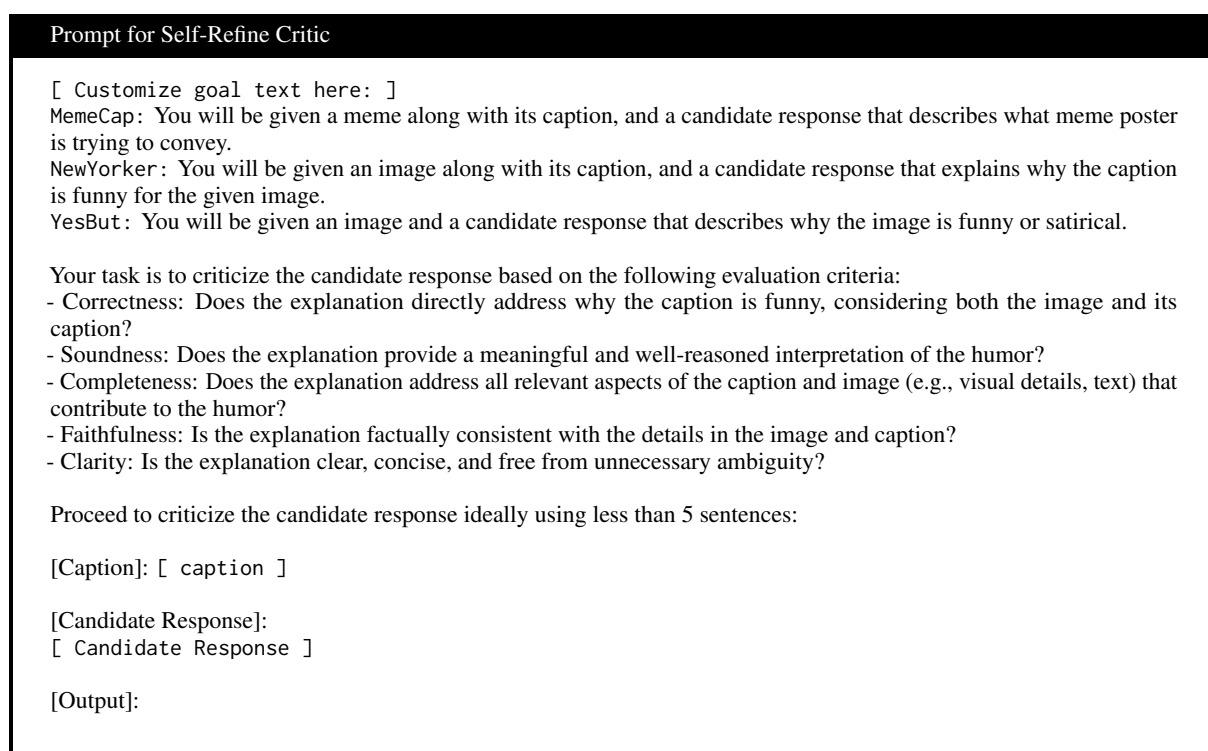 Prompt for Self-Refine Critic
[ Customize goal text here: ]
MemeCap: You will be given a meme along with its caption, and a candidate response that describes what meme poster
is trying to convey.
NewYorker: You will be given an image along with its caption, and a candidate response that explains why the caption
is funny for the given image.
YesBut: You will be given an image and a candidate response that describes why the image is funny or satirical.
Your task is to criticize the candidate response based on the following evaluation criteria:
- Correctness: Does the explanation directly address why the caption is funny, considering both the image and its
caption?
- Soundness: Does the explanation provide a meaningful and well-reasoned interpretation of the humor?
- Completeness: Does the explanation address all relevant aspects of the caption and image (e.g., visual details, text) that
contribute to the humor?
- Faithfulness: Is the explanation factually consistent with the details in the image and caption?
- Clarity: Is the explanation clear, concise, and free from unnecessary ambiguity?
Proceed to criticize the candidate response ideally using less than 5 sentences:
[Caption]: [ caption ]
[Candidate Response]:
[ Candidate Response ]
[Output]: